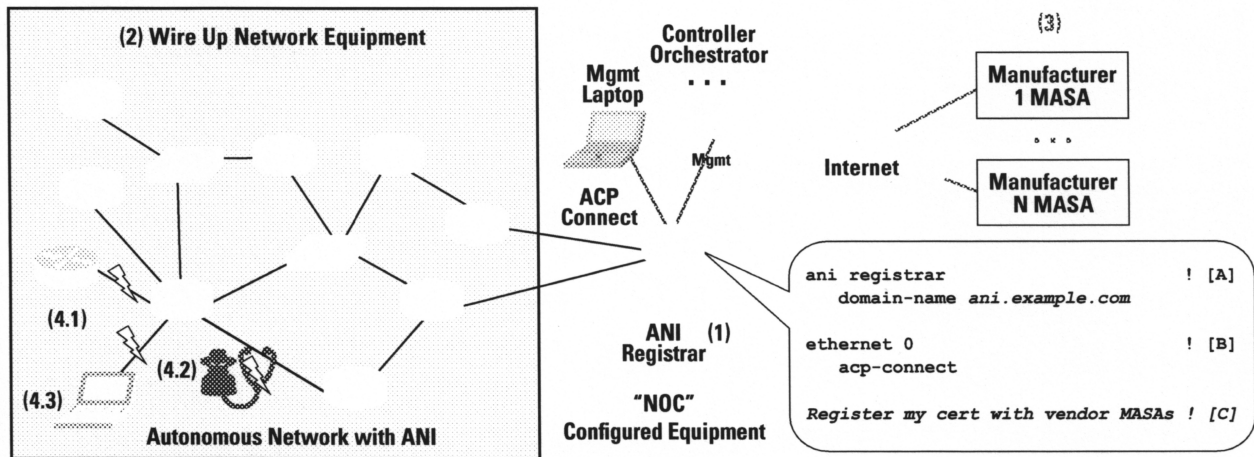 (2) Wire Up Network Equipment
(4.1)
(4.2)
(4.3)
Autonomous Network with ANI
Controller
Orchestrator
. . .
Mgmt
Laptop
Mgmt
ACP
Connect
ANI (1)
Registrar
"NOC"
Configured Equipment
(3)
Manufacturer
1 MASA
Internet
Manufacturer
N MASA
ani registrar ! [A]
domain-name ani.example.com
ethernet 0 ! [B]
acp-connect
Register my cert with vendor MASAs ! [C]